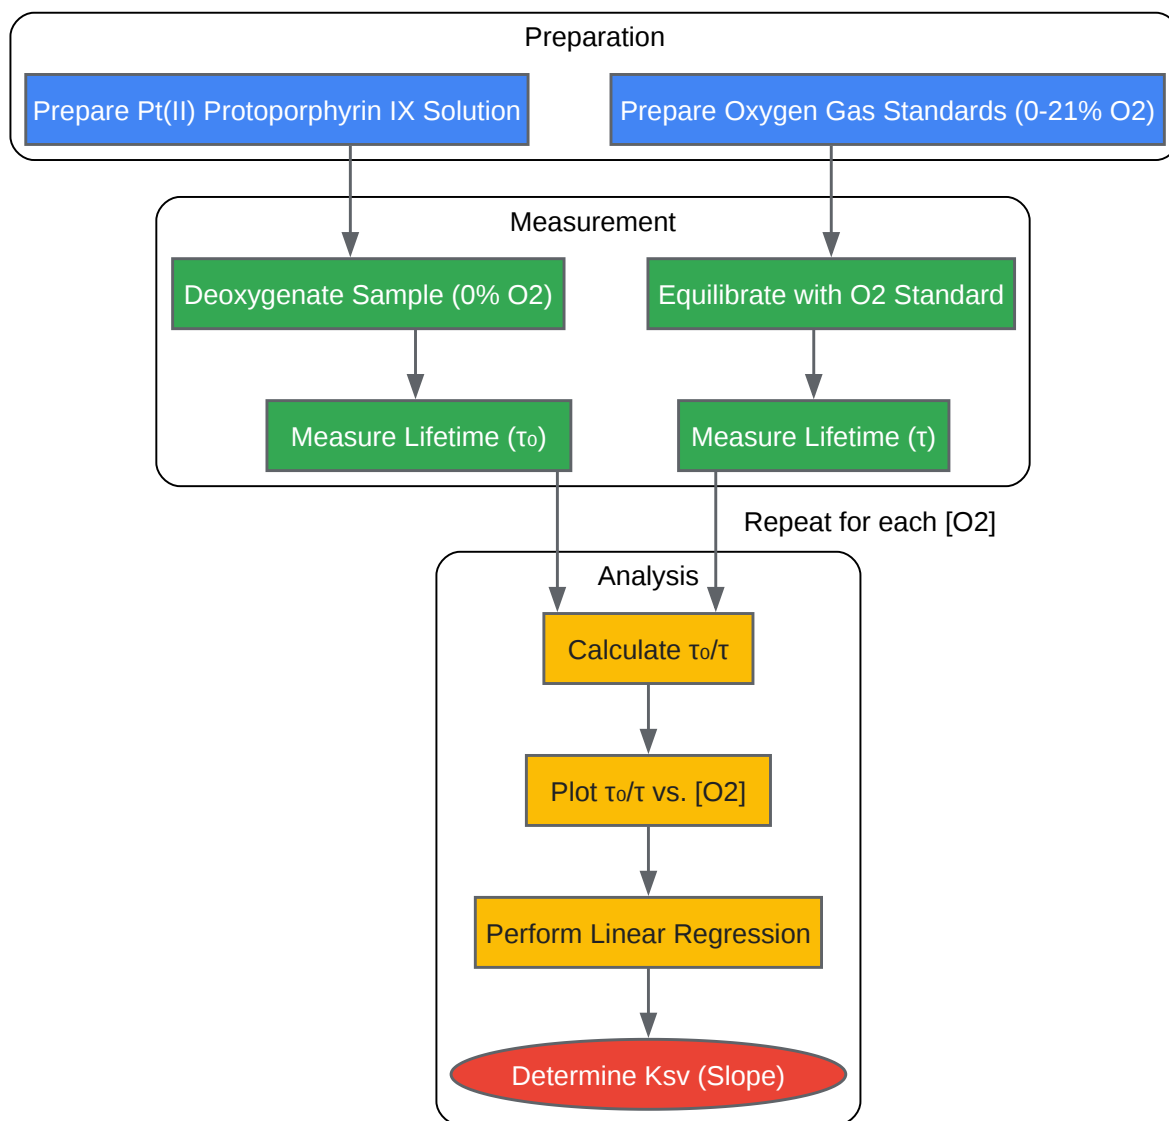 Preparation
Prepare Pt(II) Protoporphyrin IX Solution
Prepare Oxygen Gas Standards (0-21% O2)
Measurement
Deoxygenate Sample (0% O2)
Equilibrate with O2 Standard
Measure Lifetime (τ₀)
Measure Lifetime (τ)
Repeat for each [O2]
Analysis
Calculate τ₀/τ
Plot τ₀/τ vs. [O2]
Perform Linear Regression
Determine Ksv (Slope)